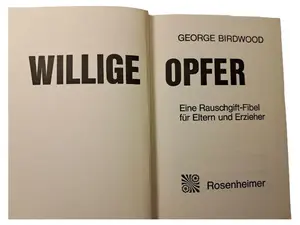 GEORGE BIRDWOOD
WILLIGE OPFER
Eine Rauschgift-Fibel
für Eltern und Erzieher
Rosenheimer